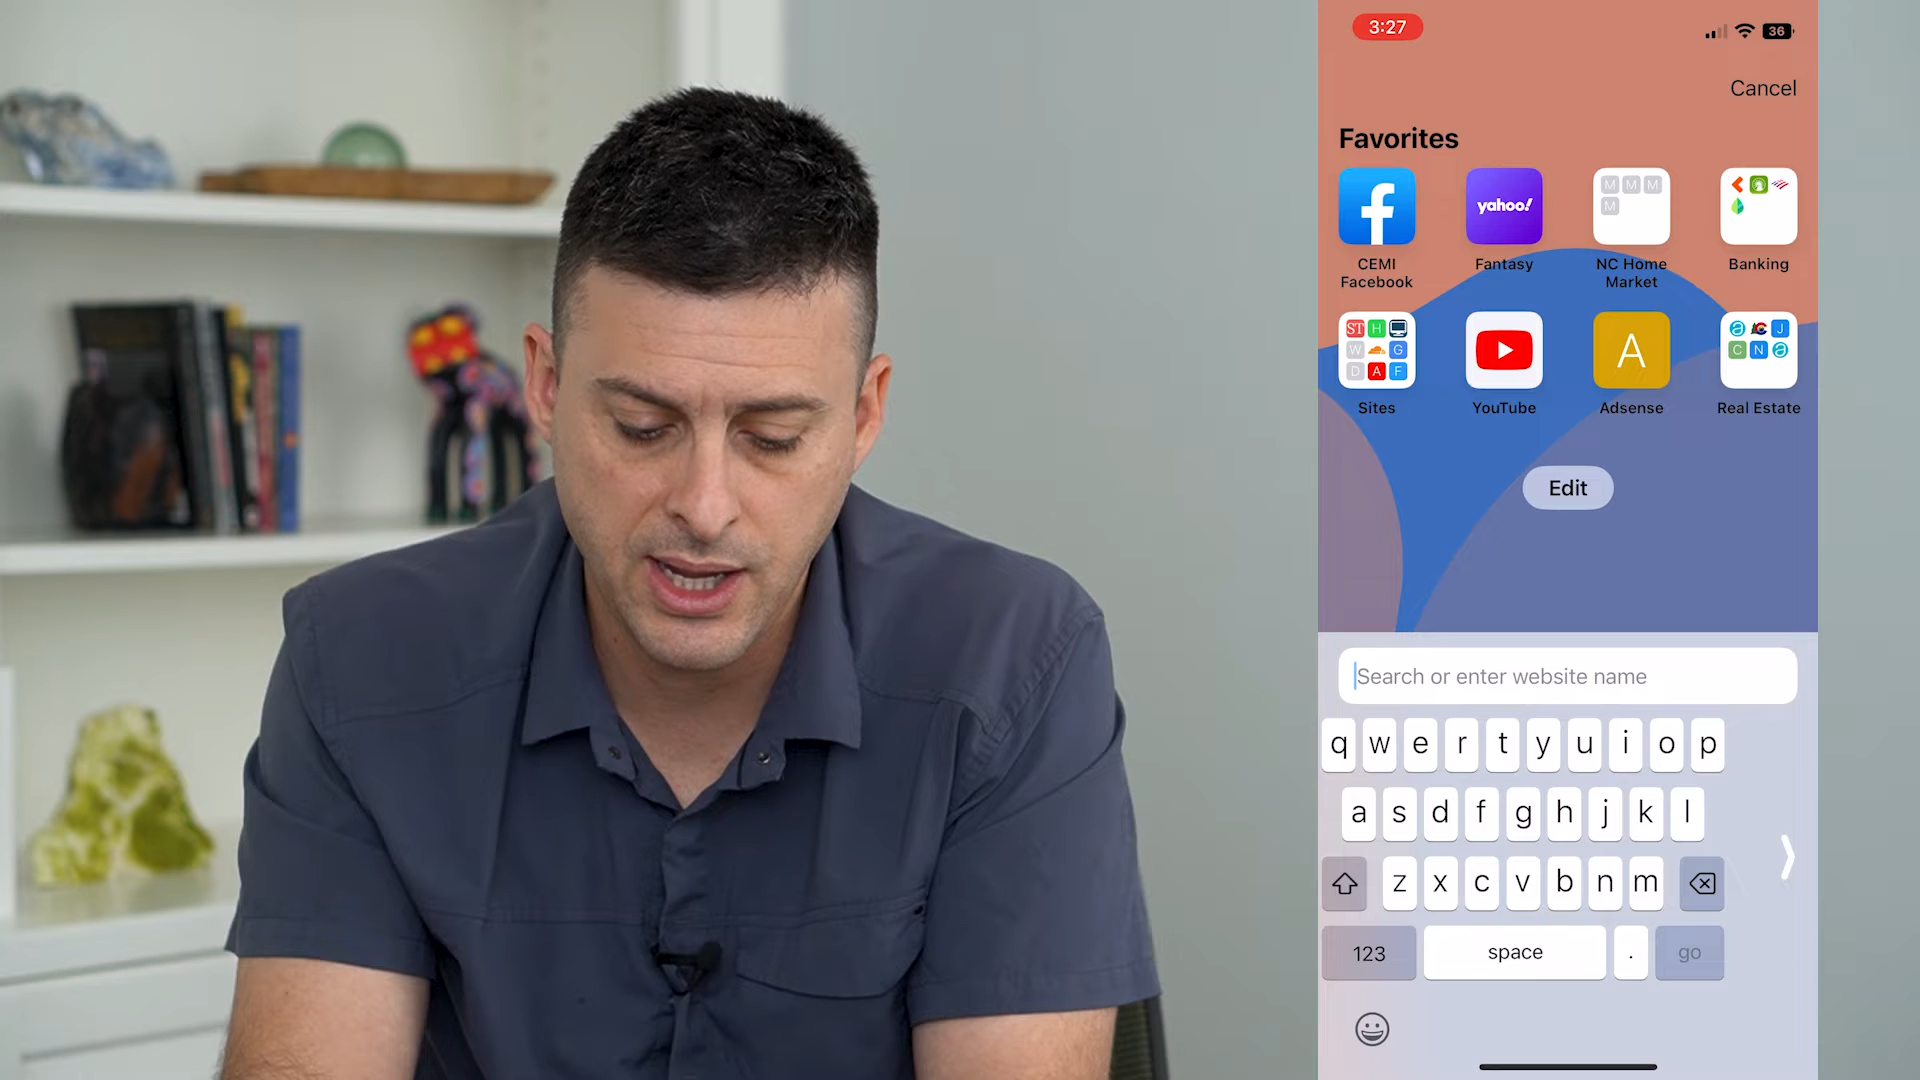 3:27
36
Cancel
Favorites
yahoo!
M M M
M
CEMI
Facebook
Fantasy
NC Home
Market
Banking
ST H
W G
D A F
A
C J
C N
Sites
YouTube
Adsense
Real Estate
Edit
Search or enter website name
q w e r t y u i o p
a s d f g h j k l
z x c v b n m
123 space . go